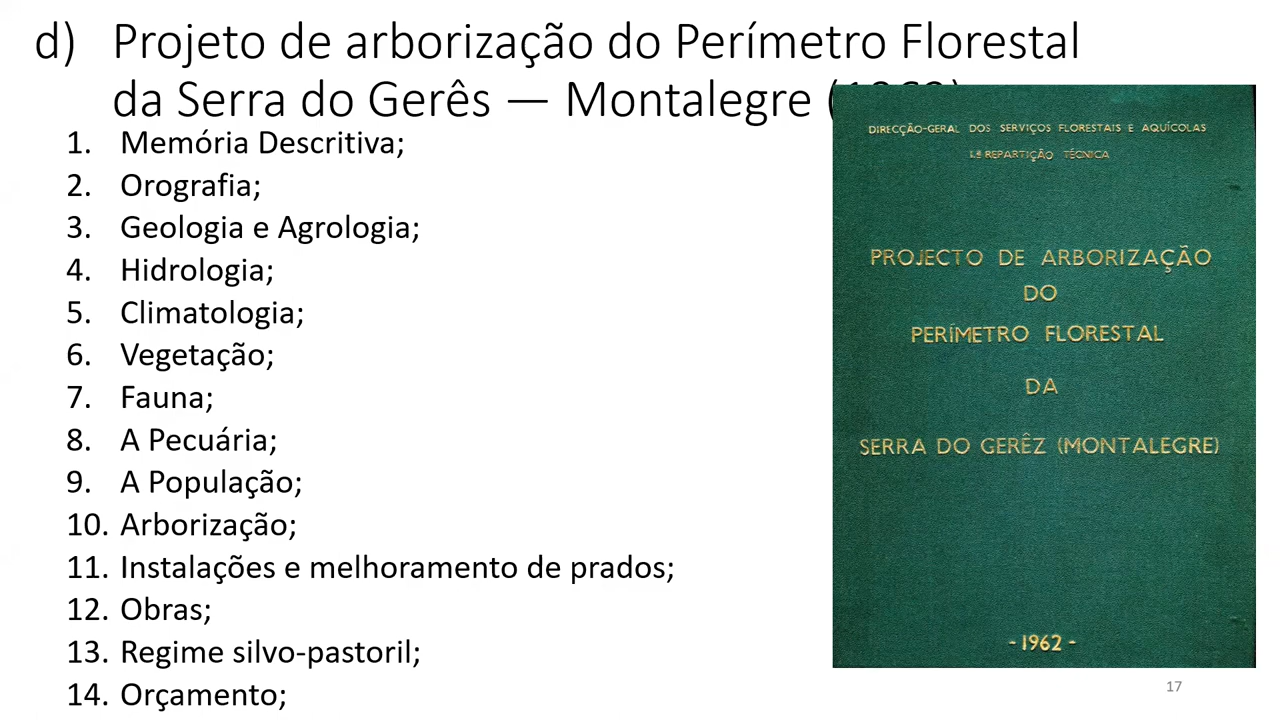 d) Projeto de arborização do Perímetro Florestal
da Serra do Gerês — Montalegre
1. Memória Descritiva;
2. Orografia;
3. Geologia e Agrologia;
4. Hidrologia;
5. Climatologia;
6. Vegetação;
7. Fauna;
8. A Pecuária;
9. A População;
10. Arborização;
11. Instalações e melhoramento de prados;
12. Obras;
13. Regime silvo-pastoril;
14. Orçamento;
DIRECÇÃO-GERAL DOS SERVIÇOS FLORESTAIS E AQUÍCOLAS
1.ª REPARTIÇÃO TÉCNICA
PROJECTO DE ARBORIZAÇÃO
DO
PERÍMETRO FLORESTAL
DA
SERRA DO GERÊZ (MONTALEGRE)
- 1962 -
17